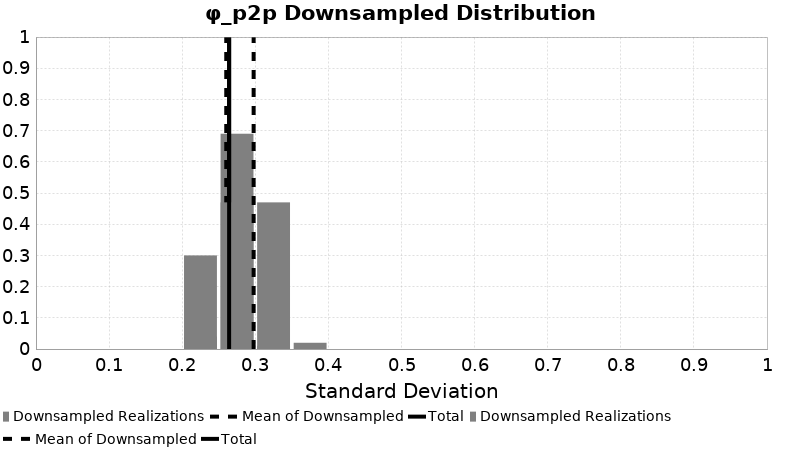 φ_p2p Downsampled Distribution
1
0.9
0.8
0.7
0.6
0.5
0.4
0.3
0.2
0.1
0
0 0.1 0.2 0.3 0.4 0.5 0.6 0.7 0.8 0.9 1
Standard Deviation
Downsampled Realizations Mean of Downsampled Total Downsampled Realizations
Mean of Downsampled Total